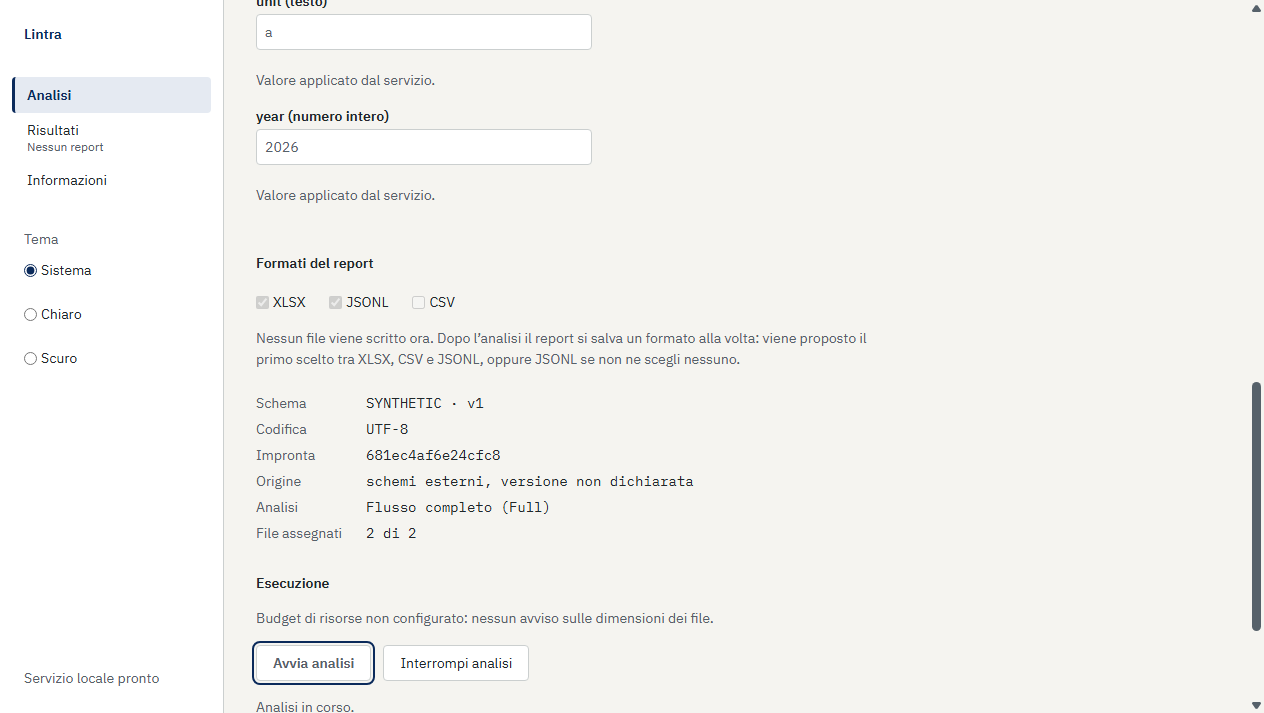 Lintra
Analisi
Risultati
Nessun report
Informazioni
Tema
Sistema
Chiaro
Scuro
Servizio locale pronto
unit (testo)
a
Valore applicato dal servizio.
year (numero intero)
2026
Valore applicato dal servizio.
Formati del report
XLSX JSONL CSV
Nessun file viene scritto ora. Dopo l’analisi il report si salva un formato alla volta: viene proposto il
primo scelto tra XLSX, CSV e JSONL, oppure JSONL se non ne scegli nessuno.
Schema SYNTHETIC · v1
Codifica UTF-8
Impronta 681ec4af6e24cfc8
Origine schemi esterni, versione non dichiarata
Analisi Flusso completo (Full)
File assegnati 2 di 2
Esecuzione
Budget di risorse non configurato: nessun avviso sulle dimensioni dei file.
Avvia analisi Interrompi analisi
Analisi in corso.